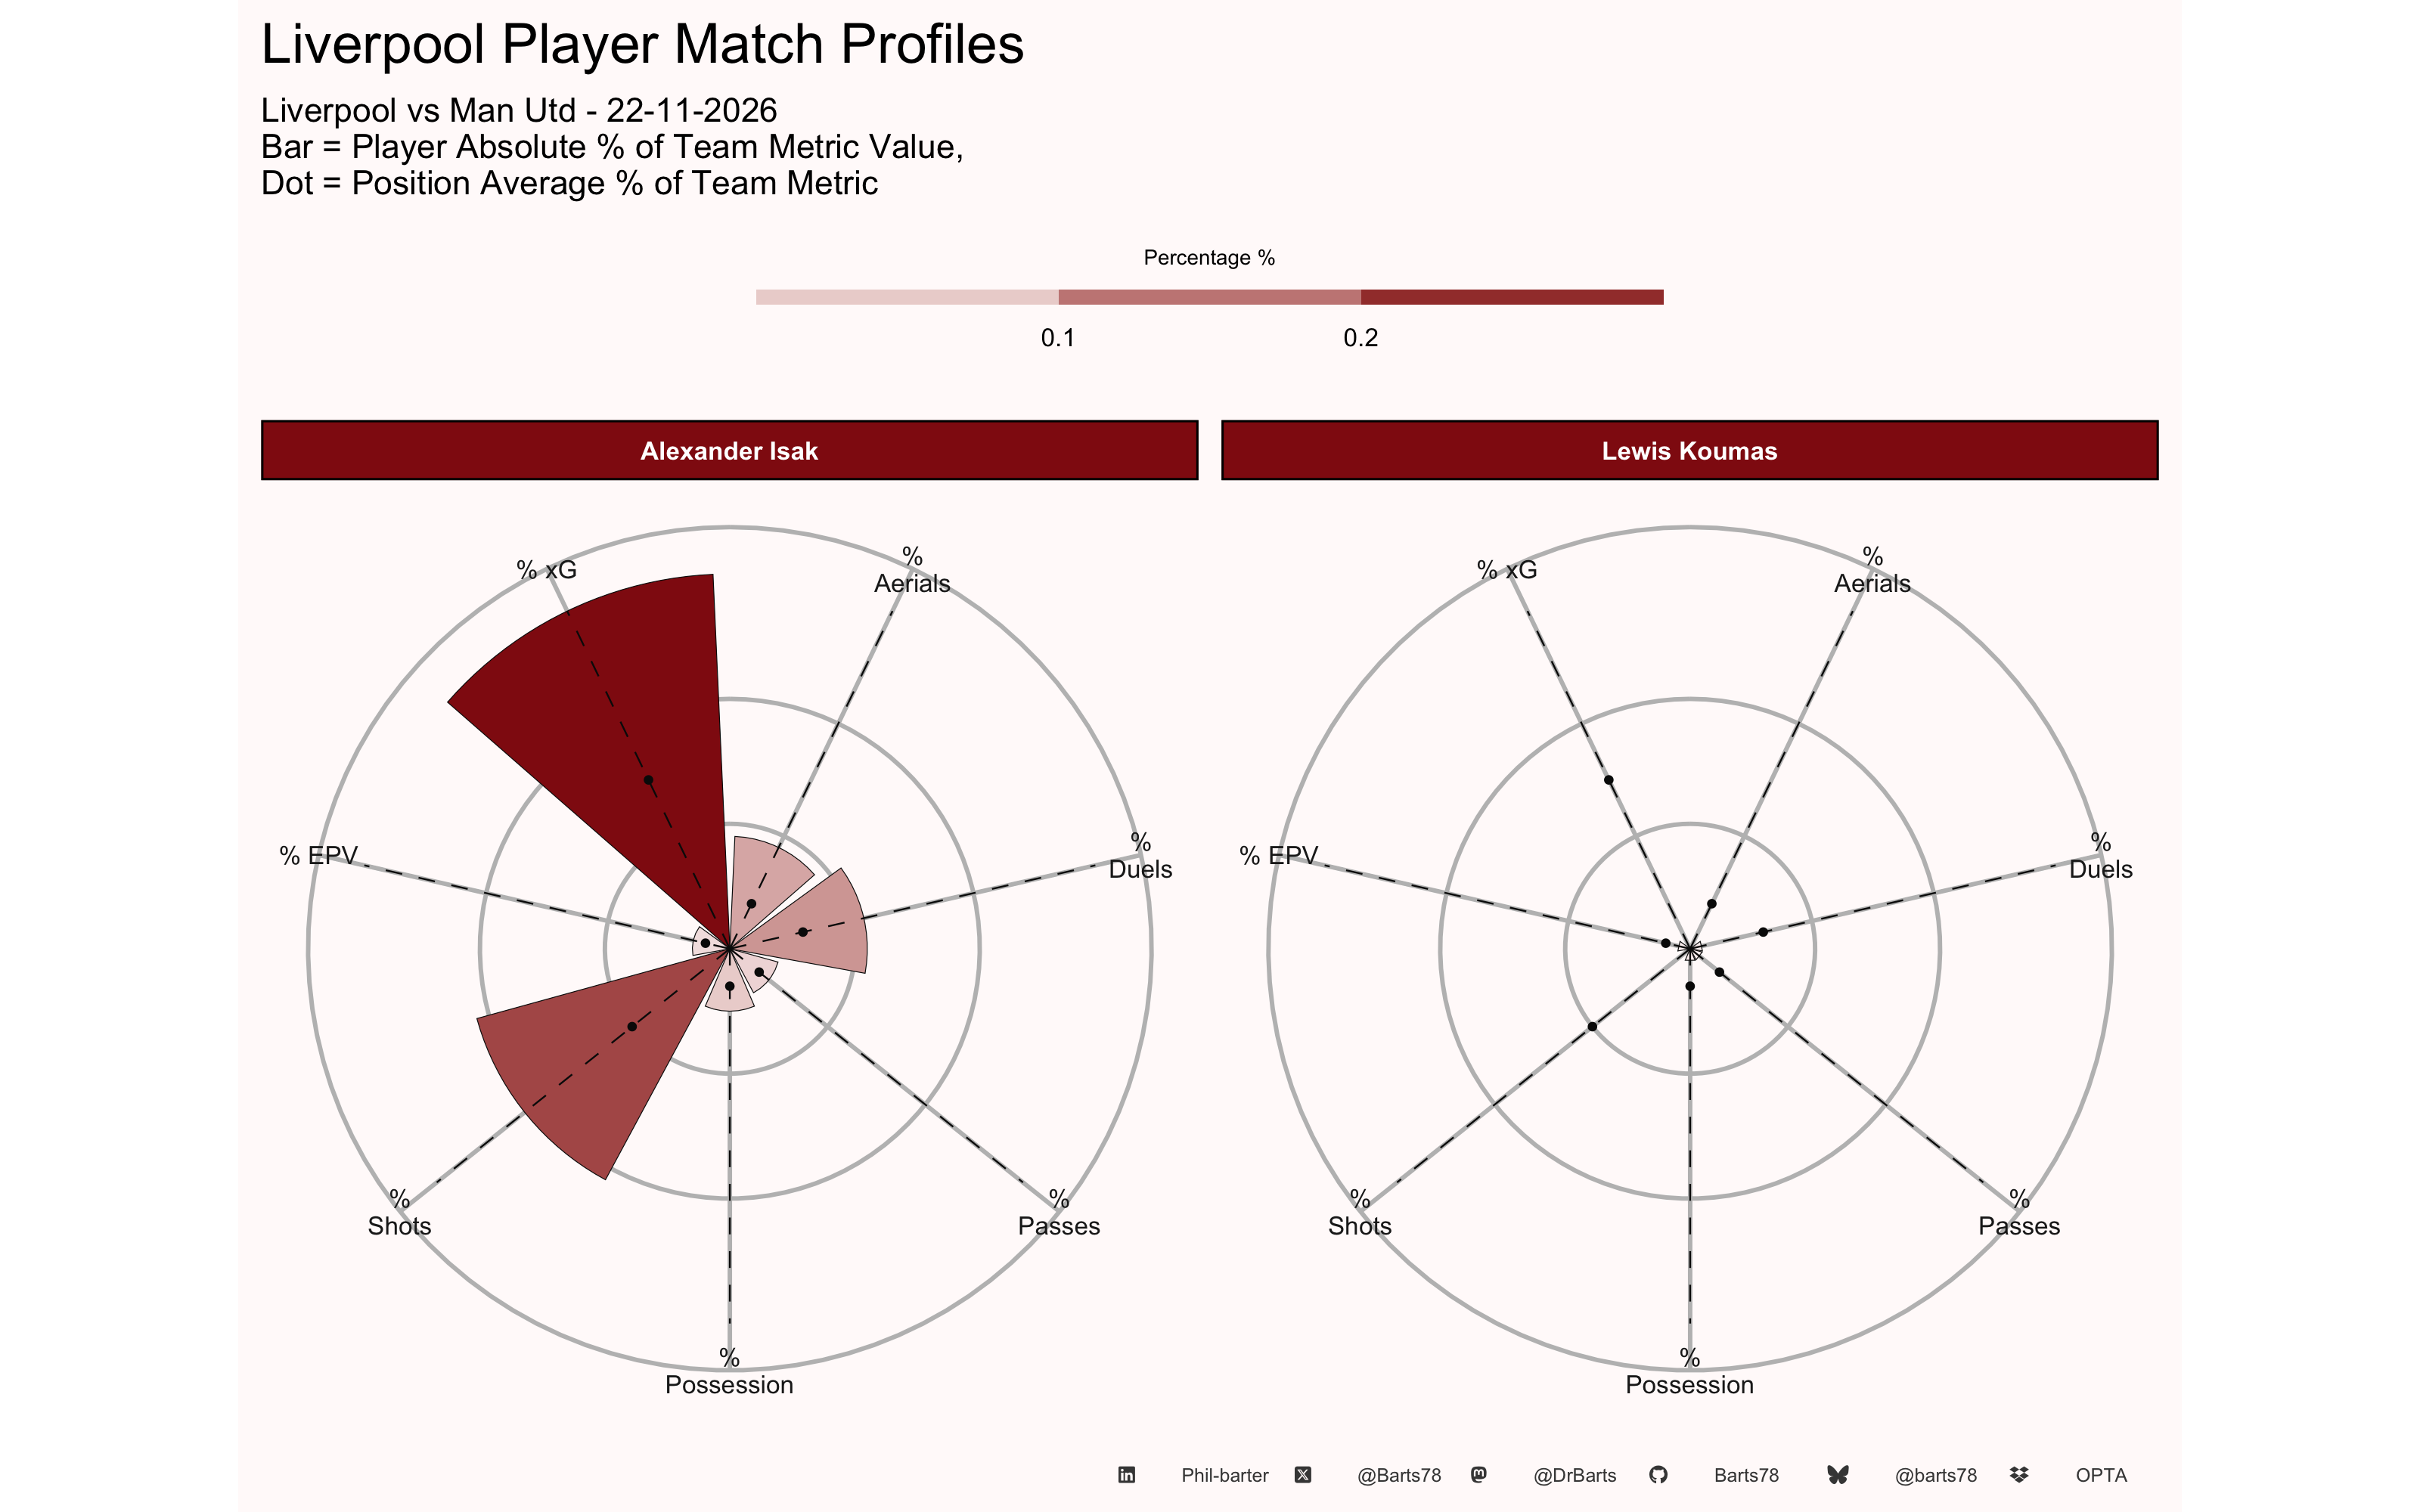 Liverpool Player Match Profiles
Liverpool vs Man Utd - 22-11-2026
Bar = Player Absolute % of Team Metric Value,
Dot = Position Average % of Team Metric
Percentage %
0.1
0.2
Alexander Isak
% xG
%
Aerials
%
Duels
% EPV
%
Shots
%
Passes
%
Possession
Lewis Koumas
% xG
%
Aerials
%
Duels
% EPV
%
Shots
%
Passes
%
Possession
Phil-barter @Barts78 @DrBarts Barts78 @barts78 OPTA